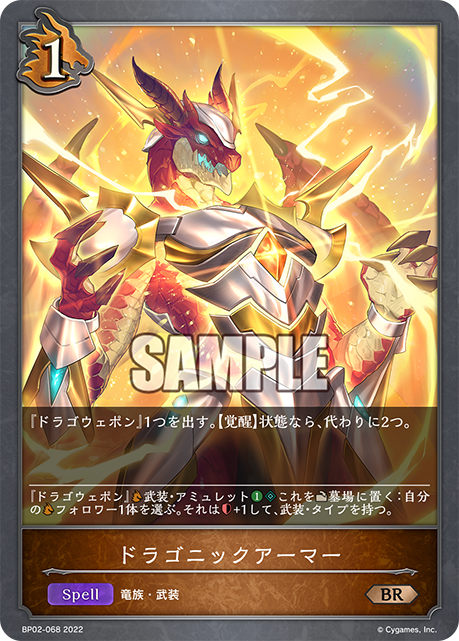 1
SAMPLE
『ドラゴウェポン』1つを出す。【覚醒】状態なら、代わりに2つ。
『ドラゴウェポン』武装・アミュレット1これを墓場に置く：自分
のフォロワー1体を選ぶ。それは+1して、武装・タイプを持つ。
ドラゴニックアーマー
Spell 竜族・武装 BR
BP02-068 2022 © Cygames, Inc.